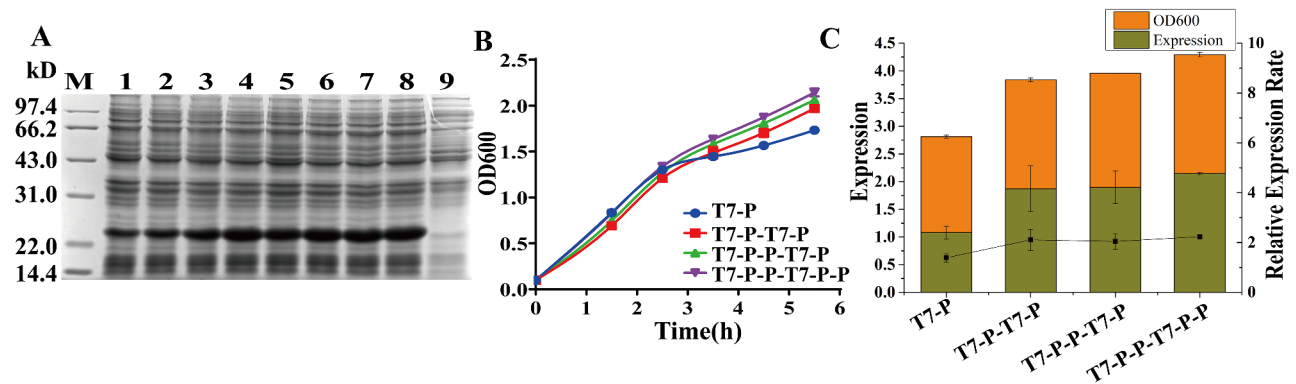 A
kD
M 1 2 3 4 5 6 7 8 9
97.4
66.2
43.0
31.0
22.0
14.4
B
OD600
2.5
2.0
1.5
1.0
0.5
0.0
0 1 2 3 4 5 6
Time(h)
T7-P
T7-P-T7-P
T7-P-P-T7-P
T7-P-P-T7-P-P
C
OD600
Expression
Expression
4.5
4.0
3.5
3.0
2.5
2.0
1.5
1.0
0.5
0.0
10
8
6
4
2
0
Relative Expression Rate
T7-P
T7-P-T7-P
T7-P-P-T7-P
T7-P-P-T7-P-P